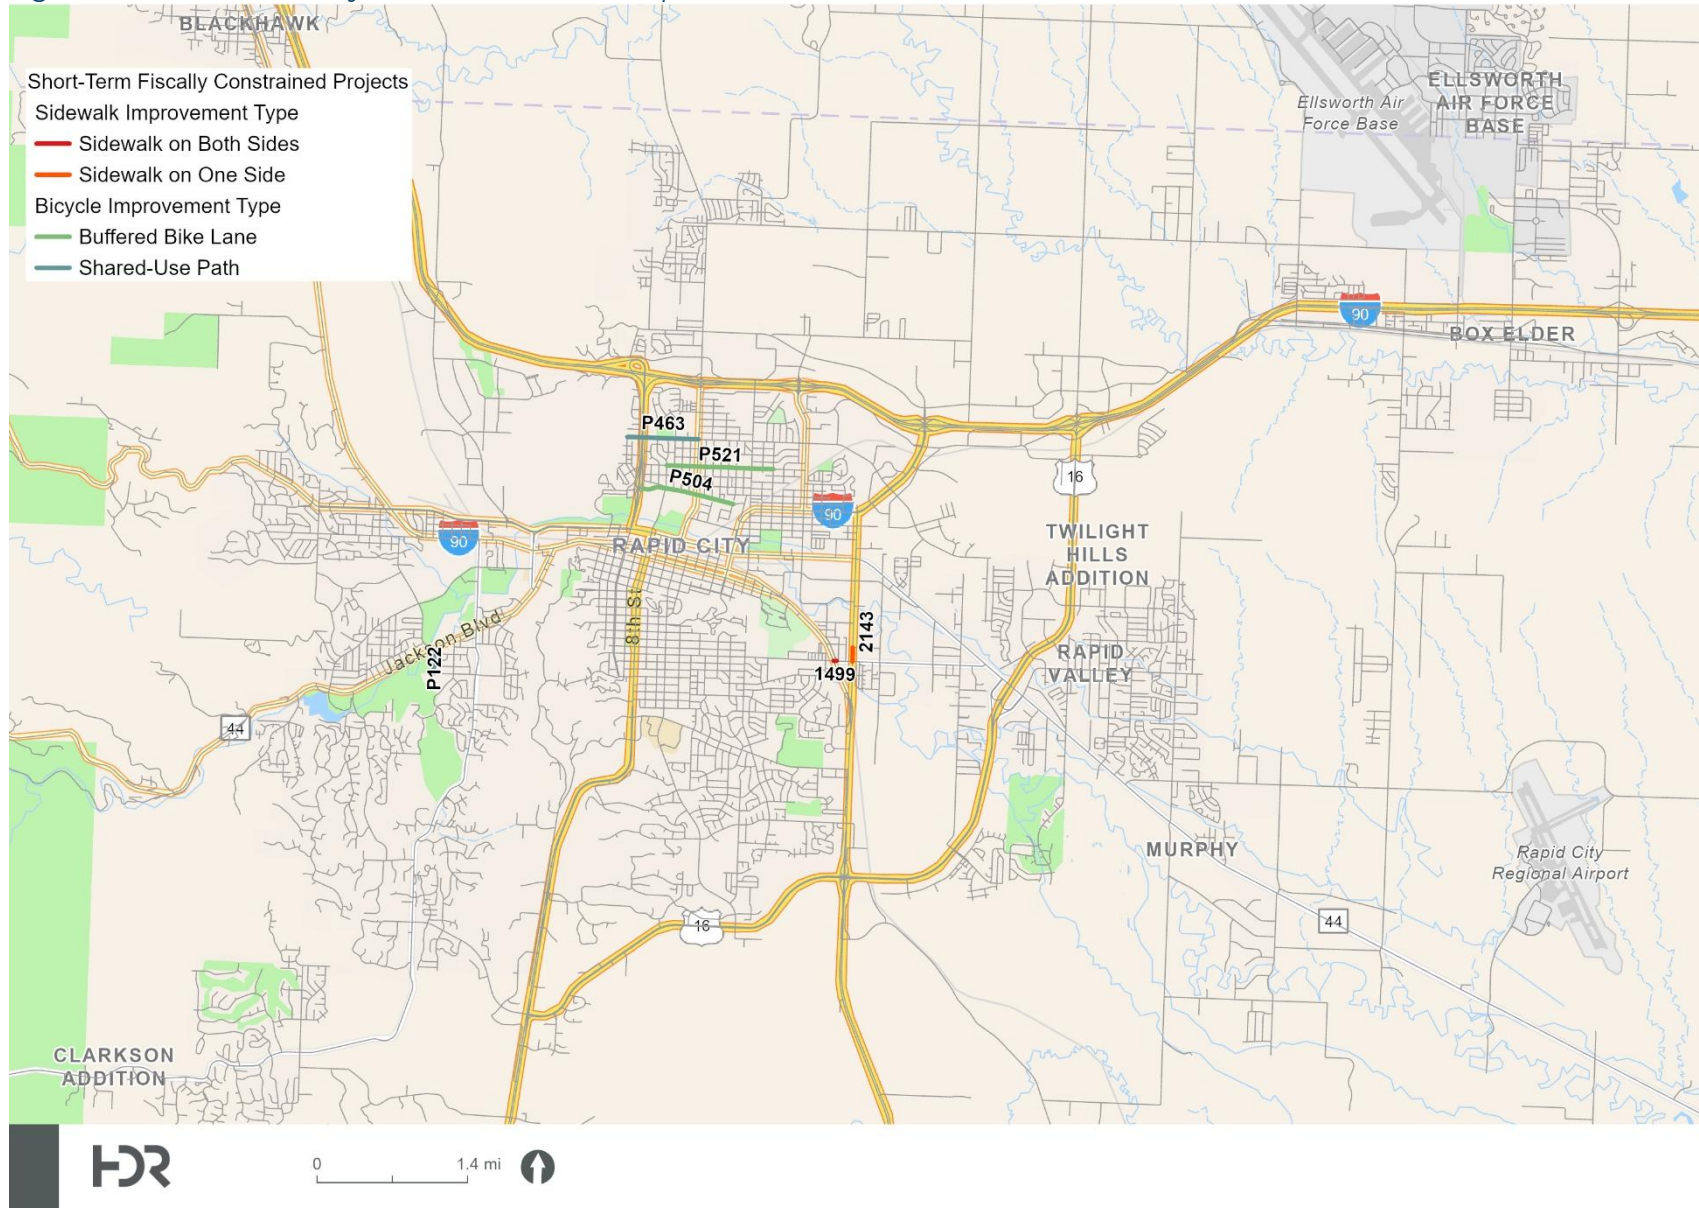 BLACKHAWK
Short-Term Fiscally Constrained Projects
Sidewalk Improvement Type
Sidewalk on Both Sides
Sidewalk on One Side
Bicycle Improvement Type
Buffered Bike Lane
Shared-Use Path
Ellsworth Air
Force Base
ELLSWORTH
AIR FORCE
BASE
90
BOX ELDER
P463
P521
P504
16
90
90
RAPID CITY
TWILIGHT
HILLS
ADDITION
8th St
2143
Jackson Blvd
P122
1499
RAPID
VALLEY
44
MURPHY
Rapid City
Regional Airport
16
44
CLARKSON
ADDITION
HDR
0
1.4 mi